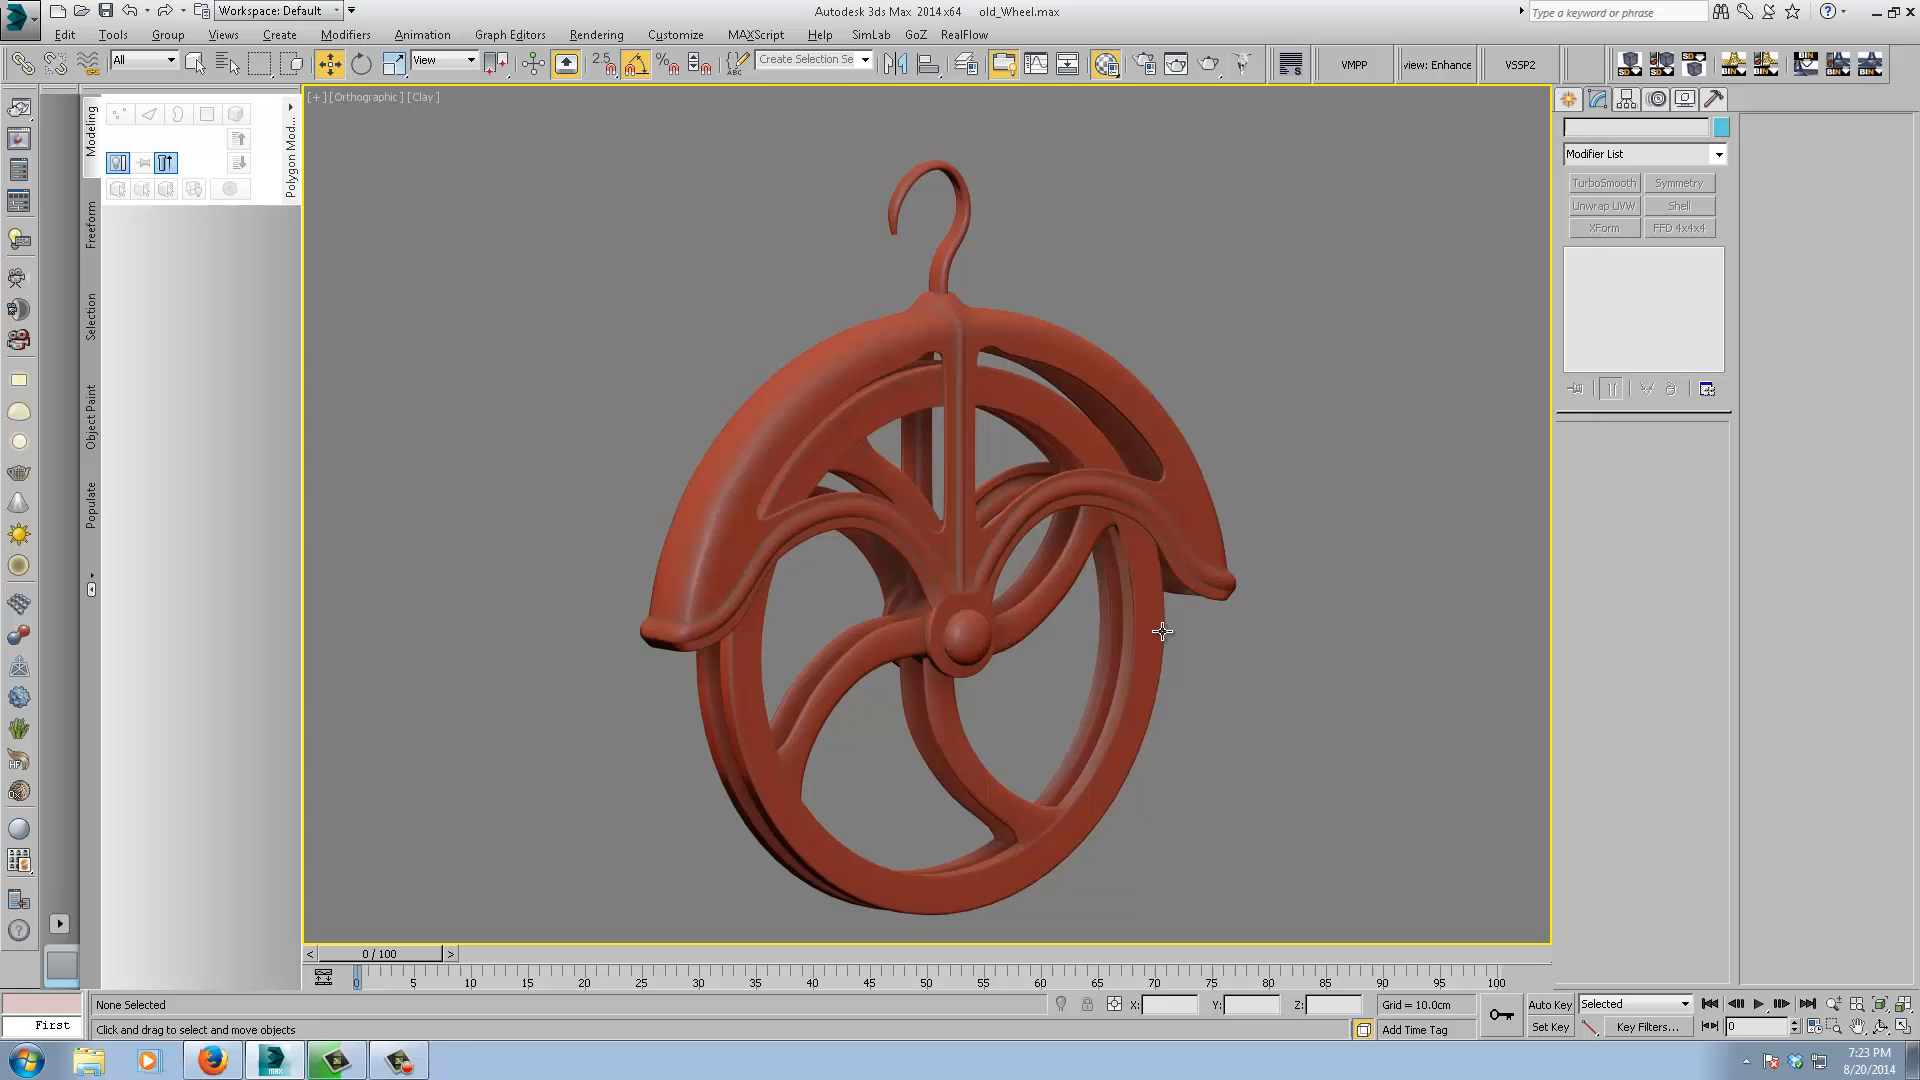 Workspace: Default
Autodesk 3ds Max 2014 x64 old_Wheel.max
Type a keyword or phrase
Edit Tools Group Views Create Modifiers Animation Graph Editors Rendering Customize MAXScript Help SimLab GoZ RealFlow
All
View
2.5
Create Selection Se
VMPP
view: Enhance
VSSP2
Modeling
Freeform
Selection
Object Paint
Populate
Polygon Mod...
[+] [Orthographic] [Clay]
Modifier List
TurboSmooth Symmetry
Unwrap UVW Shell
XForm FFD 4x4x4
0 / 100
0 5 10 15 20 25 30 35 40 45 50 55 60 65 70 75 80 85 90 95 100
None Selected
X: Y: Z:
Grid = 10.0cm
Auto Key
Selected
First
Click and drag to select and move objects
Add Time Tag
Set Key
Key Filters...
0
7:23 PM
8/20/2014